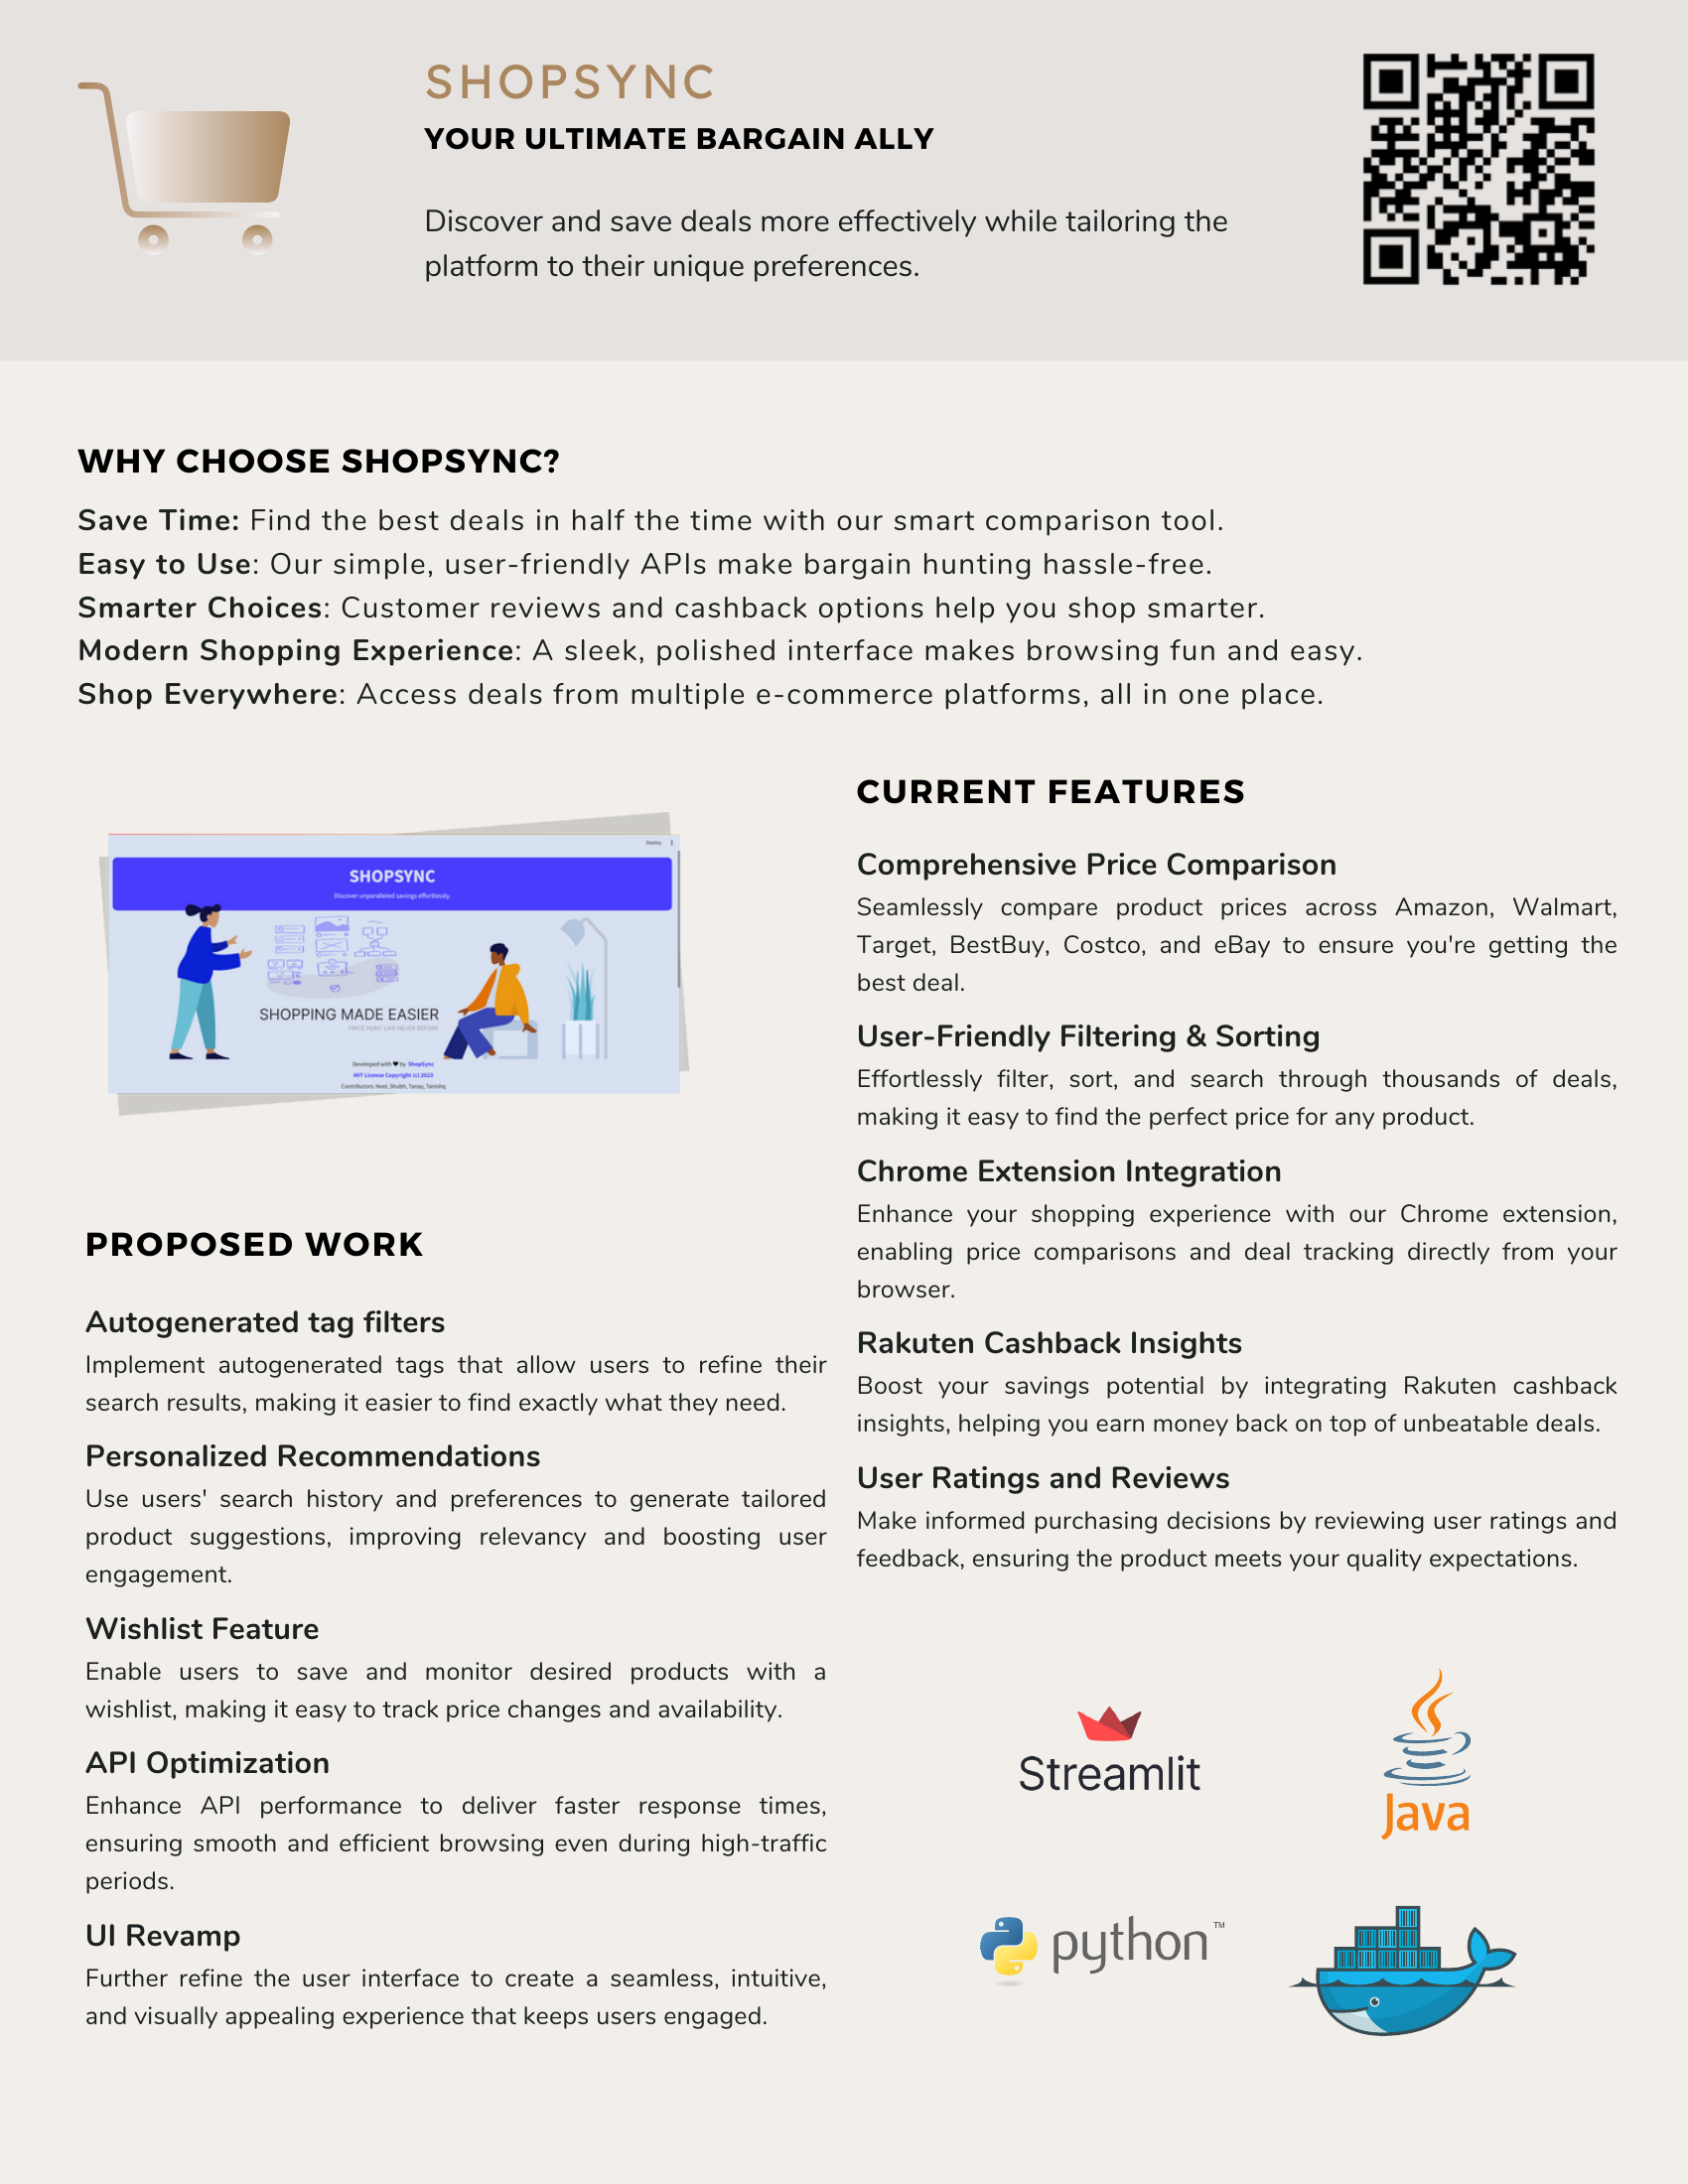 SHOPSYNC
YOUR ULTIMATE BARGAIN ALLY
Discover and save deals more effectively while tailoring the
platform to their unique preferences.
WHY CHOOSE SHOPSYNC?
Save Time: Find the best deals in half the time with our smart comparison tool.
Easy to Use: Our simple, user-friendly APIs make bargain hunting hassle-free.
Smarter Choices: Customer reviews and cashback options help you shop smarter.
Modern Shopping Experience: A sleek, polished interface makes browsing fun and easy.
Shop Everywhere: Access deals from multiple e-commerce platforms, all in one place.
Deploy
SHOPSYNC
Discover unparalleled savings effortlessly.
SHOPPING MADE EASIER
PRICE HUNT LIKE NEVER BEFORE
Developed with ❤ by ShopSync
MIT License Copyright (c) 2023
Contributors: Neel, Shubh, Tanay, Tanishq
PROPOSED WORK
Autogenerated tag filters
Implement autogenerated tags that allow users to refine their
search results, making it easier to find exactly what they need.
Personalized Recommendations
Use users' search history and preferences to generate tailored
product suggestions, improving relevancy and boosting user
engagement.
Wishlist Feature
Enable users to save and monitor desired products with a
wishlist, making it easy to track price changes and availability.
API Optimization
Enhance API performance to deliver faster response times,
ensuring smooth and efficient browsing even during high-traffic
periods.
UI Revamp
Further refine the user interface to create a seamless, intuitive,
and visually appealing experience that keeps users engaged.
CURRENT FEATURES
Comprehensive Price Comparison
Seamlessly compare product prices across Amazon, Walmart,
Target, BestBuy, Costco, and eBay to ensure you're getting the
best deal.
User-Friendly Filtering & Sorting
Effortlessly filter, sort, and search through thousands of deals,
making it easy to find the perfect price for any product.
Chrome Extension Integration
Enhance your shopping experience with our Chrome extension,
enabling price comparisons and deal tracking directly from your
browser.
Rakuten Cashback Insights
Boost your savings potential by integrating Rakuten cashback
insights, helping you earn money back on top of unbeatable deals.
User Ratings and Reviews
Make informed purchasing decisions by reviewing user ratings and
feedback, ensuring the product meets your quality expectations.
Streamlit
Java
python™